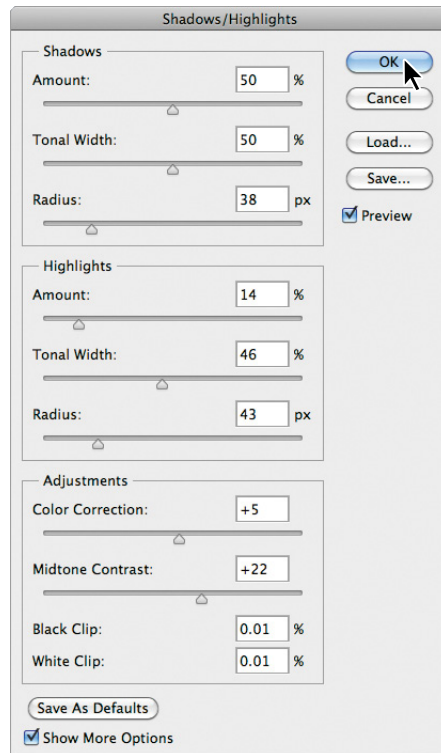 Shadows/Highlights
Shadows
Amount: 50 %
Tonal Width: 50 %
Radius: 38 px
Highlights
Amount: 14 %
Tonal Width: 46 %
Radius: 43 px
Adjustments
Color Correction: +5
Midtone Contrast: +22
Black Clip: 0.01 %
White Clip: 0.01 %
Save As Defaults
Show More Options
OK
Cancel
Load...
Save...
Preview